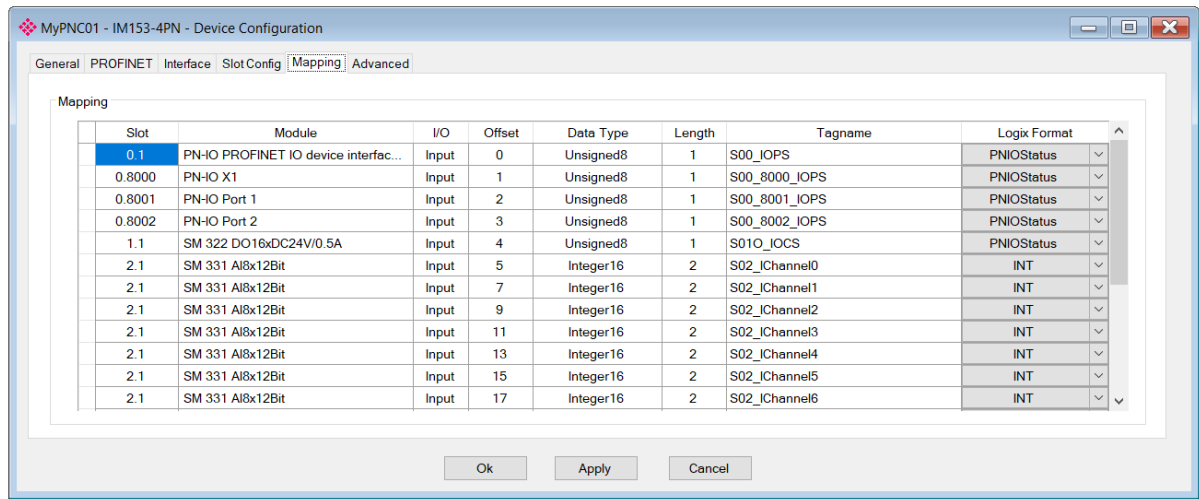 MyPNC01 - IM153-4PN - Device Configuration
General PROFINET Interface Slot Config Mapping Advanced
Mapping
Slot Module I/O Offset Data Type Length Tagname Logix Format
0.1 PN-IO PROFINET IO device interfac... Input 0 Unsigned8 1 S00_IOPS PNIOStatus
0.8000 PN-IO X1 Input 1 Unsigned8 1 S00_8000_IOPS PNIOStatus
0.8001 PN-IO Port 1 Input 2 Unsigned8 1 S00_8001_IOPS PNIOStatus
0.8002 PN-IO Port 2 Input 3 Unsigned8 1 S00_8002_IOPS PNIOStatus
1.1 SM 322 DO16xDC24V/0.5A Input 4 Unsigned8 1 S01O_IOCS PNIOStatus
2.1 SM 331 AI8x12Bit Input 5 Integer16 2 S02_IChannel0 INT
2.1 SM 331 AI8x12Bit Input 7 Integer16 2 S02_IChannel1 INT
2.1 SM 331 AI8x12Bit Input 9 Integer16 2 S02_IChannel2 INT
2.1 SM 331 AI8x12Bit Input 11 Integer16 2 S02_IChannel3 INT
2.1 SM 331 AI8x12Bit Input 13 Integer16 2 S02_IChannel4 INT
2.1 SM 331 AI8x12Bit Input 15 Integer16 2 S02_IChannel5 INT
2.1 SM 331 AI8x12Bit Input 17 Integer16 2 S02_IChannel6 INT
Ok Apply Cancel